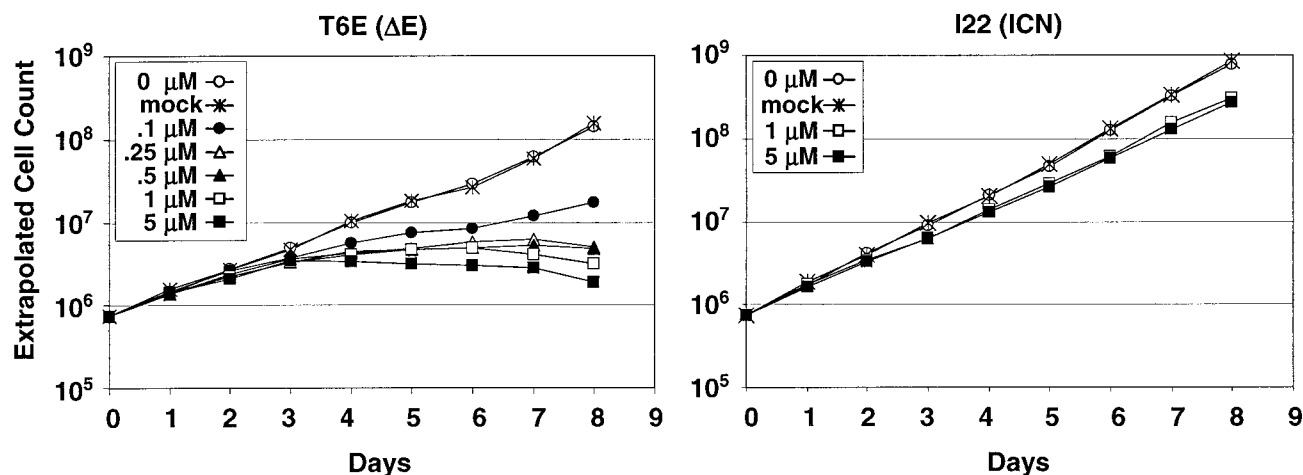 T6E (ΔE)
10⁹
10⁸
10⁷
10⁶
10⁵
Extrapolated Cell Count
0 μM
mock
.1 μM
.25 μM
.5 μM
1 μM
5 μM
0 1 2 3 4 5 6 7 8 9
Days
I22 (ICN)
10⁹
10⁸
10⁷
10⁶
10⁵
0 μM
mock
1 μM
5 μM
0 1 2 3 4 5 6 7 8 9
Days